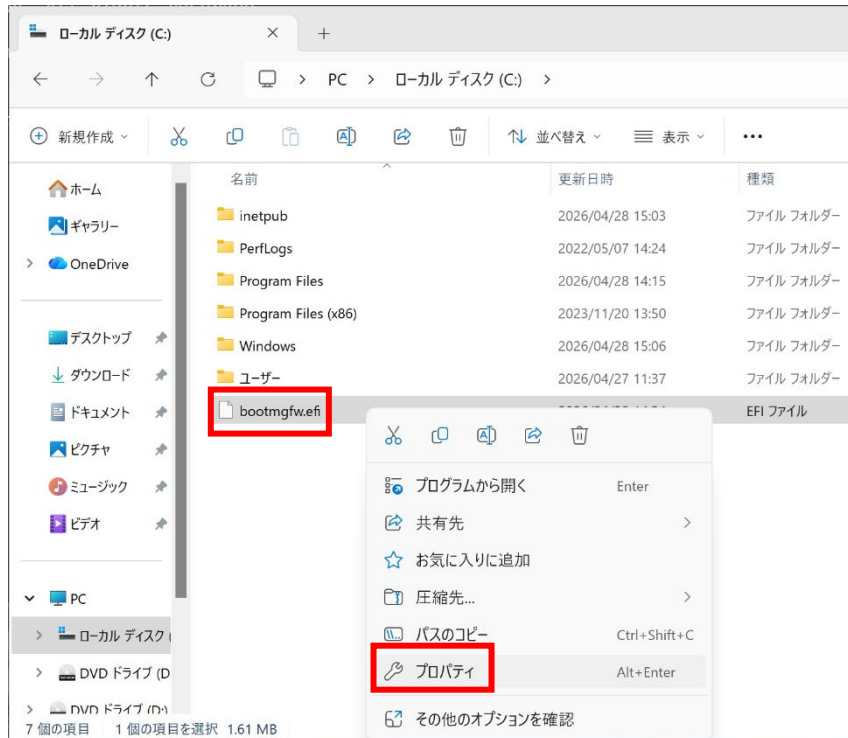 ローカル ディスク (C:)
PC > ローカル ディスク (C:) >
新規作成
並べ替え
表示
名前
更新日時
種類
inetpub 2026/04/28 15:03 ファイル フォルダー
PerfLogs 2022/05/07 14:24 ファイル フォルダー
Program Files 2026/04/28 14:15 ファイル フォルダー
Program Files (x86) 2023/11/20 13:50 ファイル フォルダー
Windows 2026/04/28 15:06 ファイル フォルダー
ユーザー 2026/04/27 11:37 ファイル フォルダー
bootmgfw.efi EFI ファイル
ホーム
ギャラリー
OneDrive
デスクトップ
ダウンロード
ドキュメント
ピクチャ
ミュージック
ビデオ
PC
ローカル ディスク (
DVD ドライブ (D
DVD ドライブ (D:)
プログラムから開く Enter
共有先
お気に入りに追加
圧縮先...
パスのコピー Ctrl+Shift+C
プロパティ Alt+Enter
その他のオプションを確認
7 個の項目 1 個の項目を選択 1.61 MB